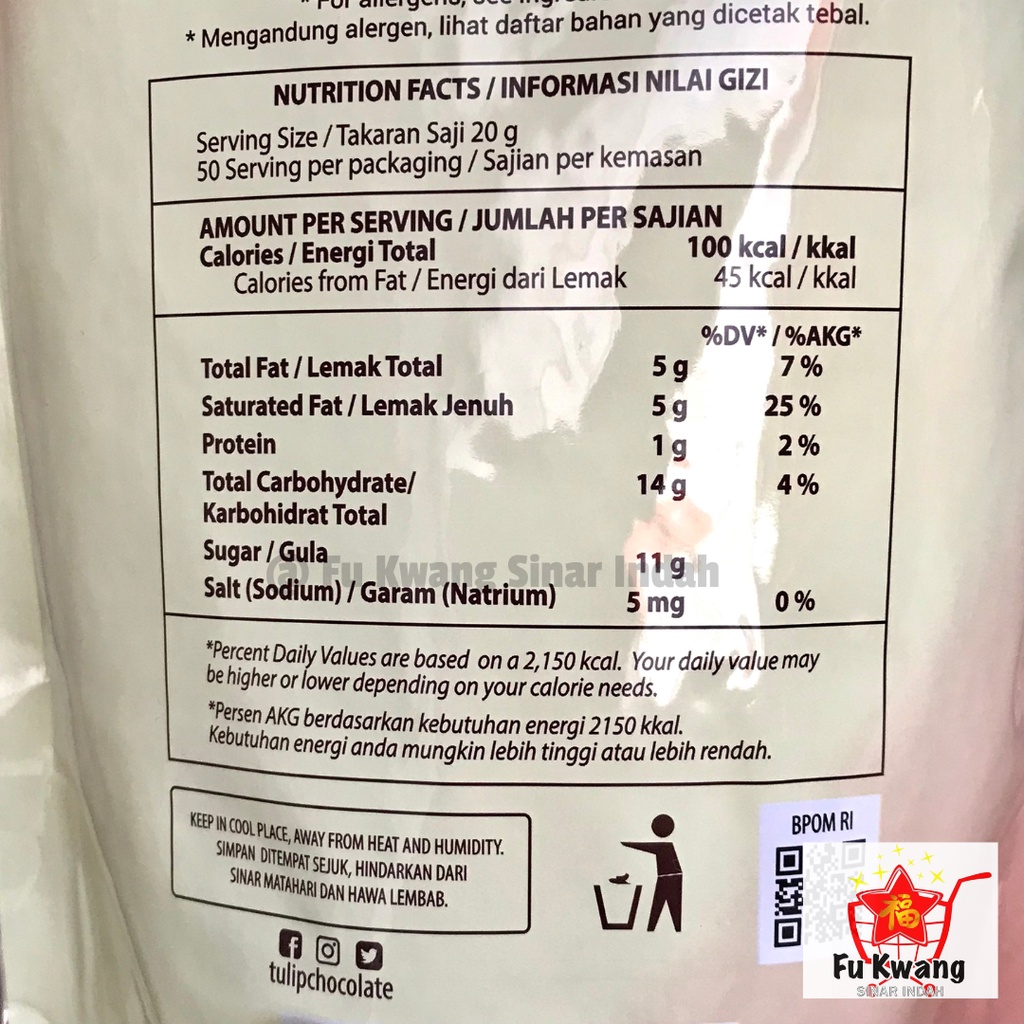 * For allergens, see
* Mengandung alergen, lihat daftar bahan yang dicetak tebal.
NUTRITION FACTS / INFORMASI NILAI GIZI
Serving Size / Takaran Saji 20 g
50 Serving per packaging / Sajian per kemasan
AMOUNT PER SERVING / JUMLAH PER SAJIAN
Calories / Energi Total 100 kcal / kkal
Calories from Fat / Energi dari Lemak 45 kcal / kkal
%DV* / %AKG*
Total Fat / Lemak Total 5 g 7 %
Saturated Fat / Lemak Jenuh 5 g 25 %
Protein 1 g 2 %
Total Carbohydrate/ 14 g 4 %
Karbohidrat Total
Sugar / Gula 11 g
@ Fu Kwang Sinar Indah
Salt (Sodium) / Garam (Natrium) 5 mg 0 %
*Percent Daily Values are based on a 2,150 kcal. Your daily value may
be higher or lower depending on your calorie needs.
*Persen AKG berdasarkan kebutuhan energi 2150 kkal.
Kebutuhan energi anda mungkin lebih tinggi atau lebih rendah.
KEEP IN COOL PLACE, AWAY FROM HEAT AND HUMIDITY.
SIMPAN DITEMPAT SEJUK, HINDARKAN DARI
SINAR MATAHARI DAN HAWA LEMBAB.
BPOM RI
福
Fu Kwang
SINAR INDAH
tulipchocolate